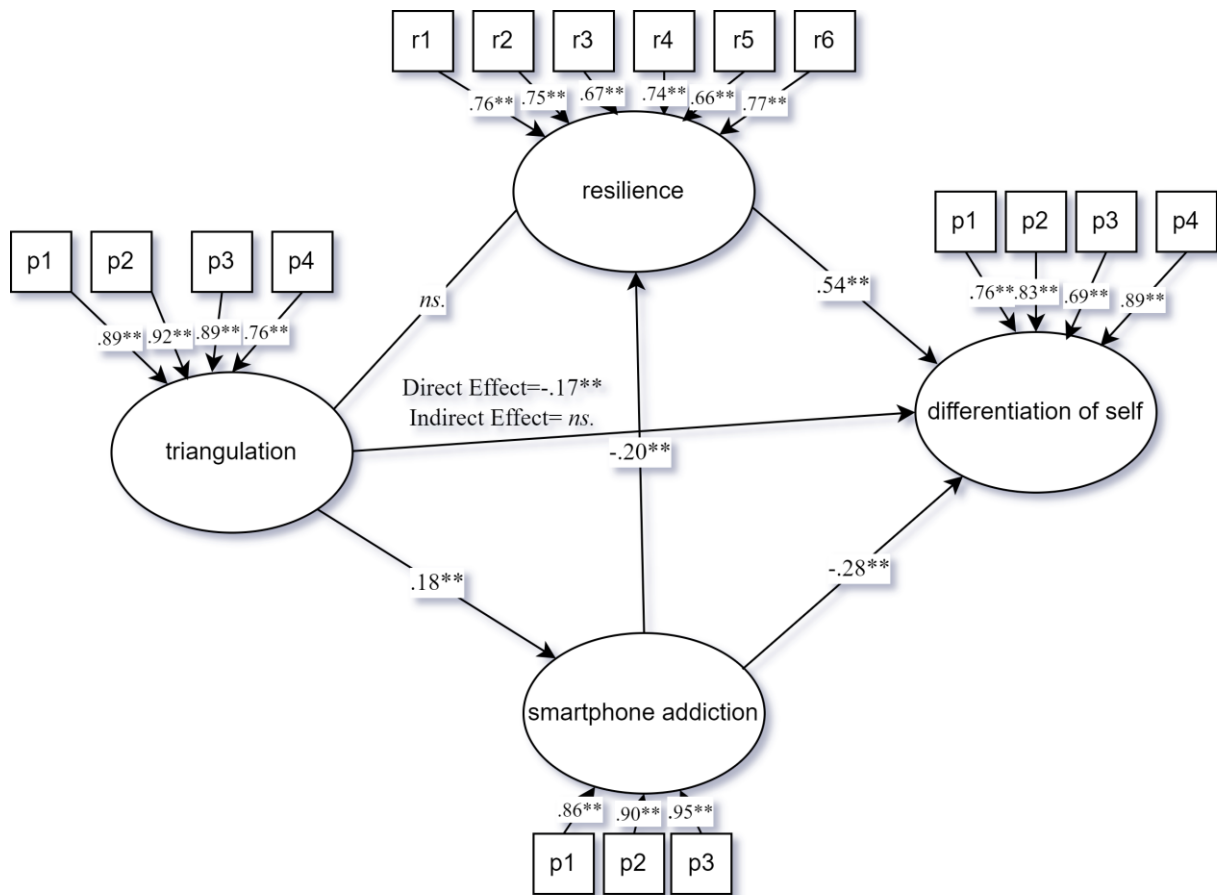 r1 r2 r3 r4 r5 r6
.76** .75** .67** .74** .66** .77**
resilience
p1 p2 p3 p4
.89** .92** .89** .76**
triangulation
p1 p2 p3 p4
.76** .83** .69** .89**
differentiation of self
ns.
.54**
Direct Effect=-.17**
Indirect Effect= ns.
-.20**
.18**
-.28**
smartphone addiction
.86** .90** .95**
p1 p2 p3